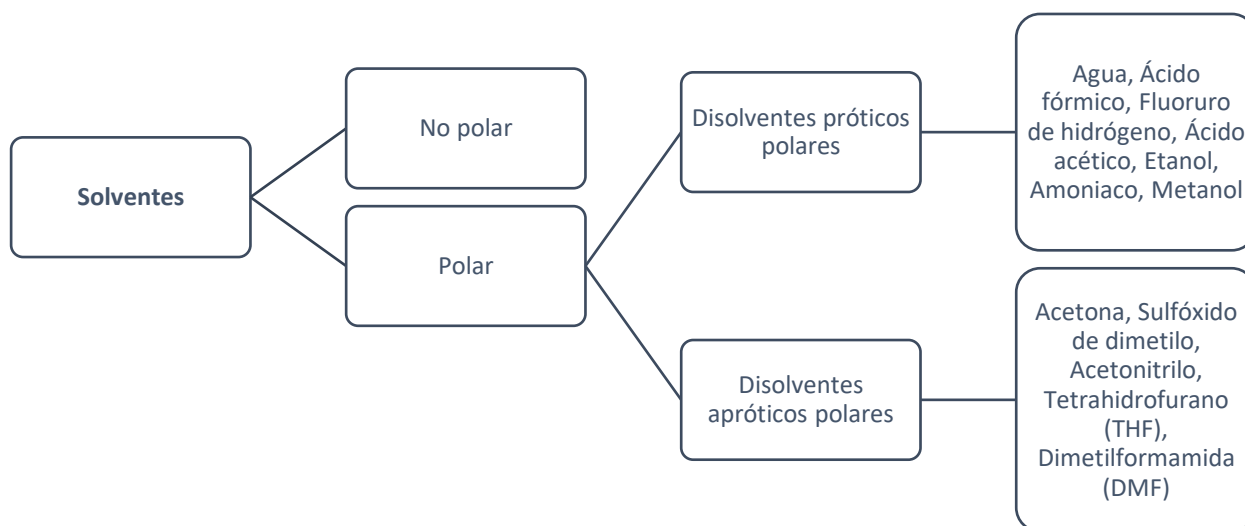 Solventes
No polar
Polar
Disolventes próticos
polares
Disolventes
apróticos polares
Agua, Ácido
fórmico, Fluoruro
de hidrógeno, Ácido
acético, Etanol,
Amoniaco, Metanol
Acetona, Sulfóxido
de dimetilo,
Acetonitrilo,
Tetrahidrofurano
(THF),
Dimetilformamida
(DMF)